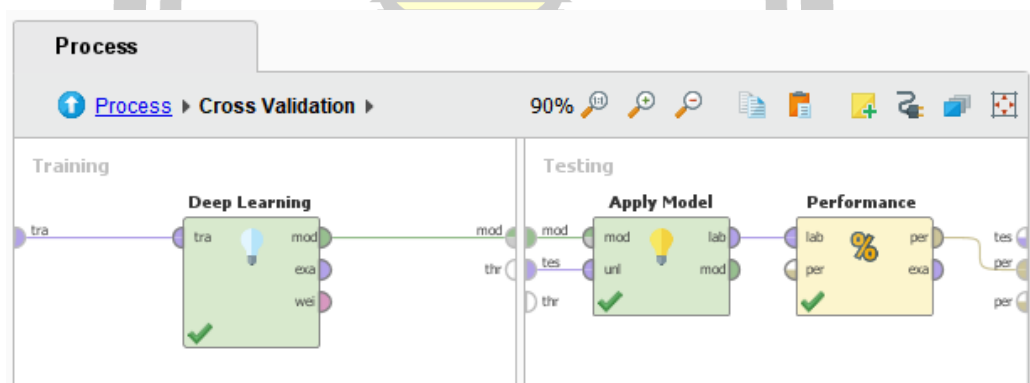 Process
Process Cross Validation 90%
Training Testing
Deep Learning Apply Model Performance
tra tra mod mod mod mod lab lab per tes
exa thr tes unl mod per exa per
wei thr per